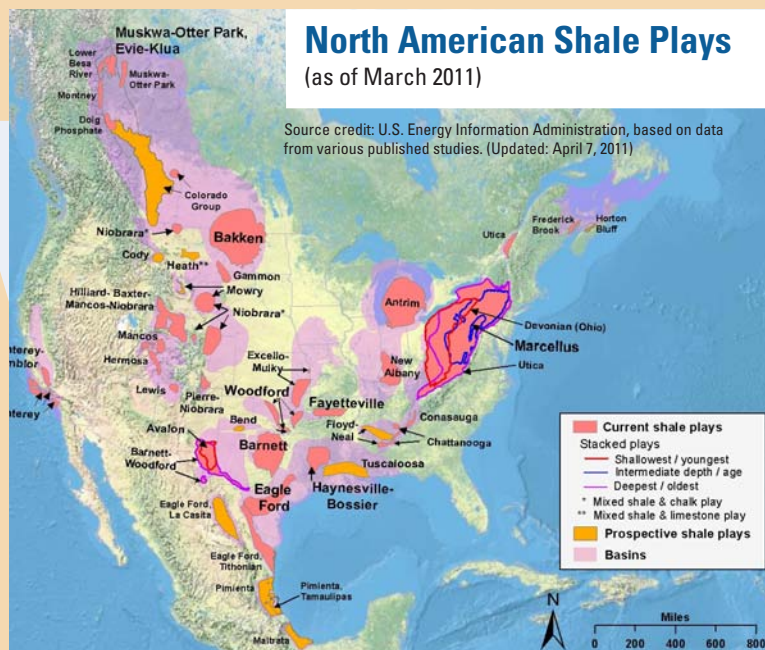 North American Shale Plays
(as of March 2011)
Source credit: U.S. Energy Information Administration, based on data
from various published studies. (Updated: April 7, 2011)
Muskwa-Otter Park,
Evie-Klua
Lower
Besa
River
Muskwa-
Otter Park
Montney
Doig
Phosphate
Colorado
Group
Niobrara*
Bakken
Cody
Heath**
Gammon
Mowry
Hilliard- Baxter-
Mancos-Niobrara
Niobrara*
Mancos
Hermosa
Lewis
Pierre-
Niobrara
Excello-
Mulky
Woodford
Fayetteville
Bend
Avalon
Barnett
Barnett-
Woodford
Eagle
Ford
Haynesville-
Bossier
Tuscaloosa
Floyd-
Neal
Conasauga
Chattanooga
New
Albany
Antrim
Devonian (Ohio)
Marcellus
Utica
Utica
Frederick
Brook
Horton
Bluff
nterey-
mblor
nterey
Eagle Ford,
La Casita
Eagle Ford,
Tithonian
Pimienta
Pimienta,
Tamaulipas
Maltrata
Current shale plays
Stacked plays
Shallowest / youngest
Intermediate depth / age
Deepest / oldest
* Mixed shale & chalk play
** Mixed shale & limestone play
Prospective shale plays
Basins
N
Miles
0 200 400 600 800